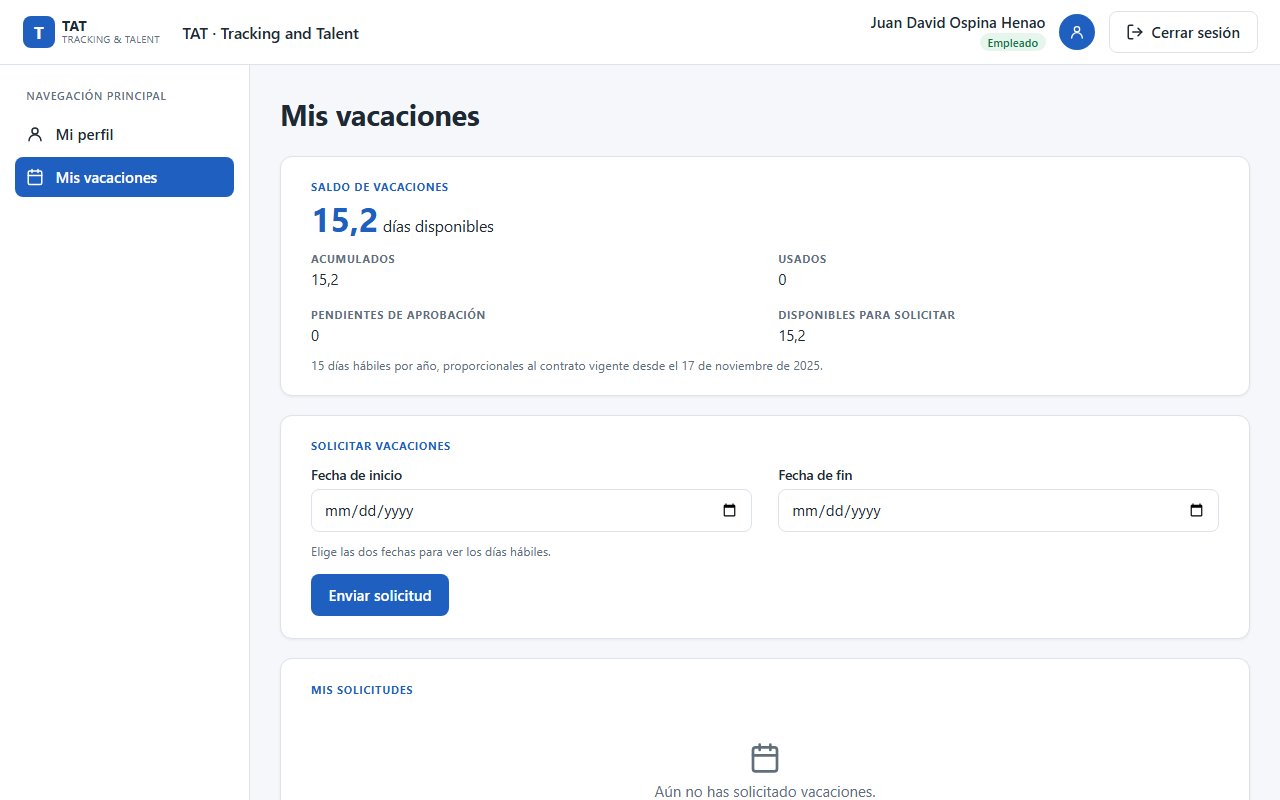 T
TAT
TRACKING & TALENT
TAT · Tracking and Talent
Juan David Ospina Henao
Empleado
Cerrar sesión
NAVEGACIÓN PRINCIPAL
Mi perfil
Mis vacaciones
Mis vacaciones
SALDO DE VACACIONES
15,2 días disponibles
ACUMULADOS
15,2
USADOS
0
PENDIENTES DE APROBACIÓN
0
DISPONIBLES PARA SOLICITAR
15,2
15 días hábiles por año, proporcionales al contrato vigente desde el 17 de noviembre de 2025.
SOLICITAR VACACIONES
Fecha de inicio
mm/dd/yyyy
Fecha de fin
mm/dd/yyyy
Elige las dos fechas para ver los días hábiles.
Enviar solicitud
MIS SOLICITUDES
Aún no has solicitado vacaciones.